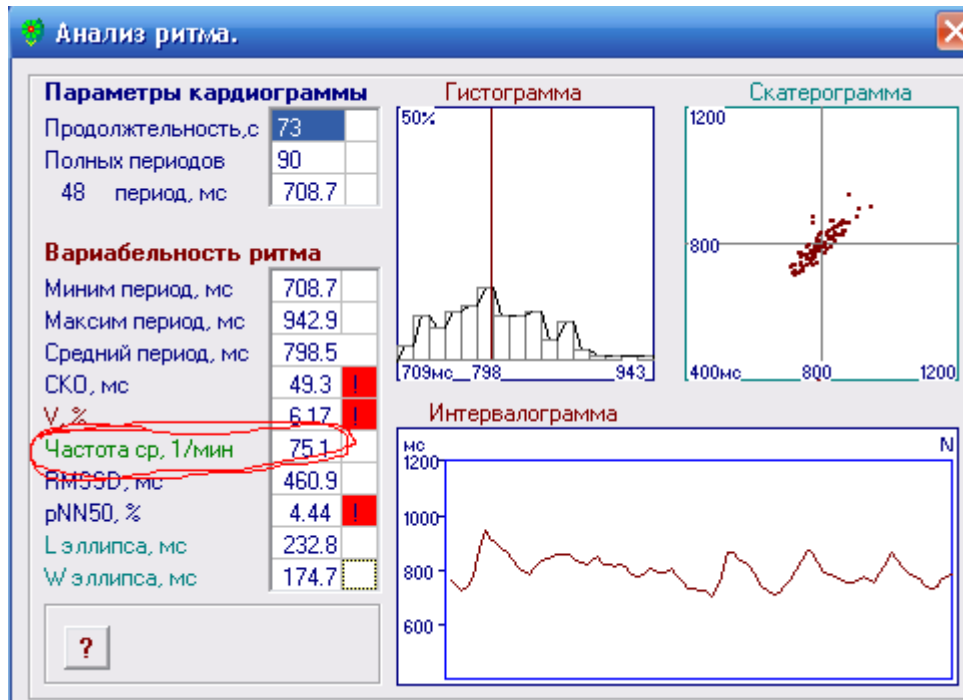 Анализ ритма.
Параметры кардиограммы
Продолжтельность,с 73
Полных периодов 90
48 период, мс 708.7
Вариабельность ритма
Миним период, мс 708.7
Максим период, мс 942.9
Средний период, мс 798.5
СКО, мс 49.3 !
V, % 6.17 !
Частота ср, 1/мин 75.1
RMSSD, мс 460.9
pNN50, % 4.44 !
L эллипса, мс 232.8
W эллипса, мс 174.7
?
Гистограмма
50%
709мс 798 943
Скатерограмма
1200
800
400мс 800 1200
Интервалограмма
мс N
1200
1000
800
600